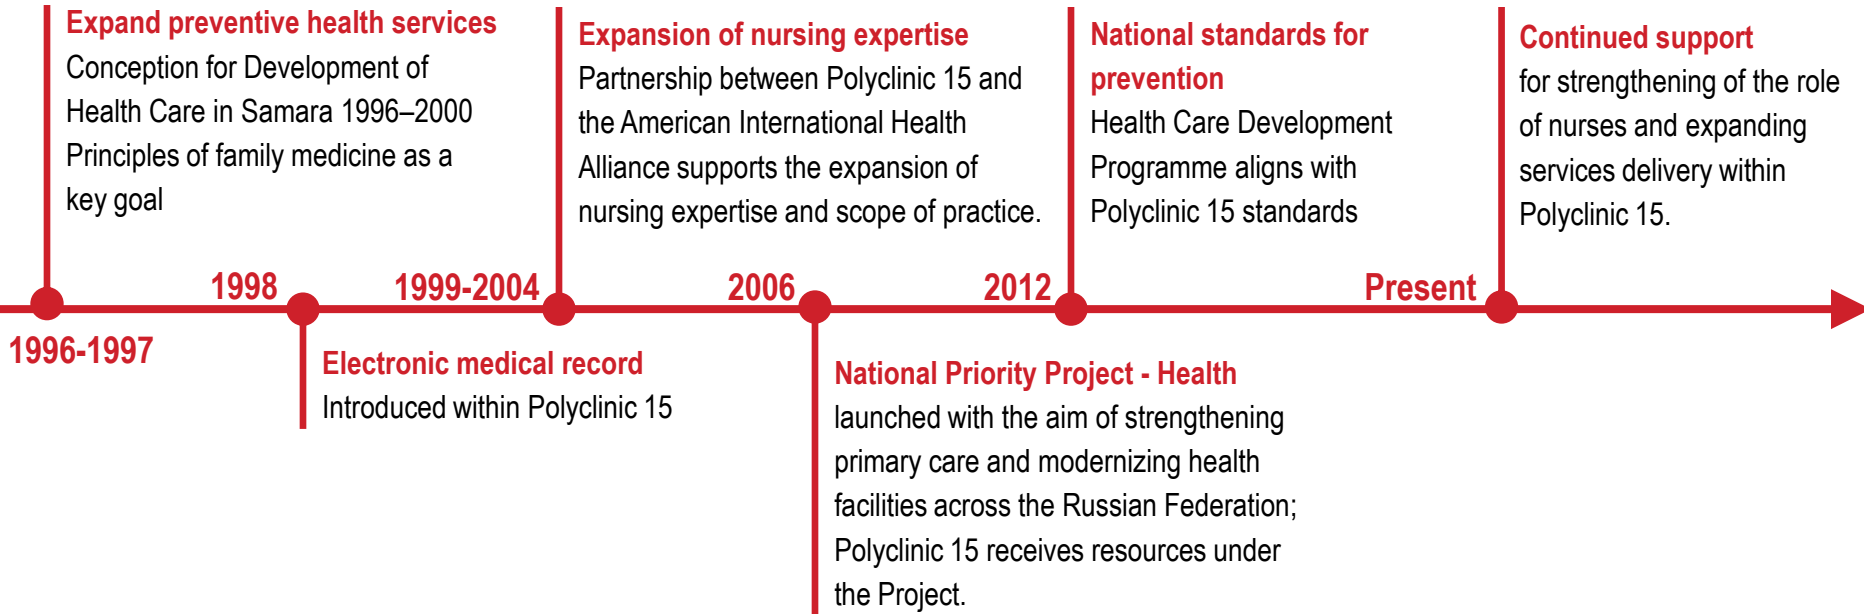 Expand preventive health services
Conception for Development of
Health Care in Samara 1996–2000
Principles of family medicine as a
key goal
1996-1997
1998
Electronic medical record
Introduced within Polyclinic 15
Expansion of nursing expertise
Partnership between Polyclinic 15 and
the American International Health
Alliance supports the expansion of
nursing expertise and scope of practice.
1999-2004
2006
National Priority Project - Health
launched with the aim of strengthening
primary care and modernizing health
facilities across the Russian Federation;
Polyclinic 15 receives resources under
the Project.
National standards for
prevention
Health Care Development
Programme aligns with
Polyclinic 15 standards
2012
Continued support
for strengthening of the role
of nurses and expanding
services delivery within
Polyclinic 15.
Present